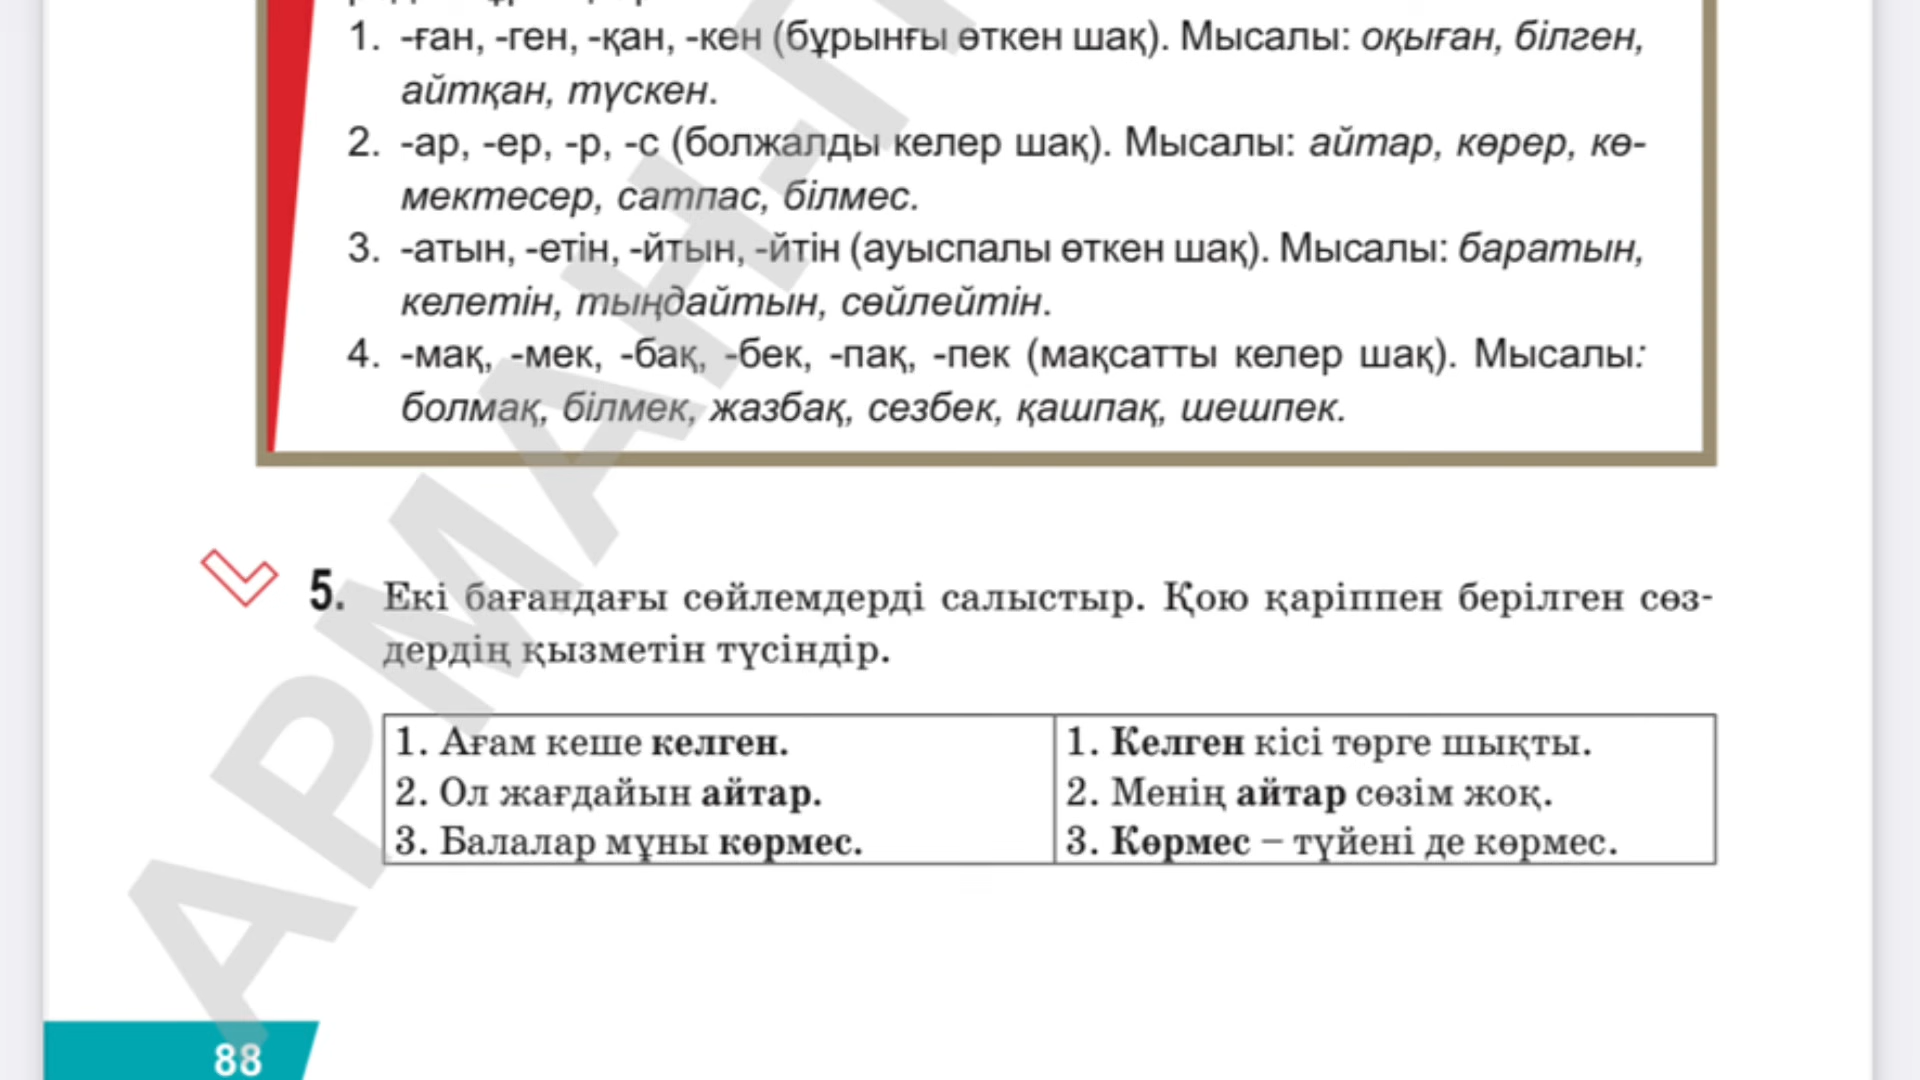 1. -ған, -ген, -қан, -кен (бұрынғы өткен шақ). Мысалы: оқыған, білген,
айтқан, түскен.
2. -ар, -ер, -р, -с (болжалды келер шақ). Мысалы: айтар, көрер, кө-
мектесер, сатпас, білмес.
3. -атын, -етін, -йтын, -йтін (ауыспалы өткен шақ). Мысалы: баратын,
келетін, тыңдайтын, сөйлейтін.
4. -мақ, -мек, -бақ, -бек, -пақ, -пек (мақсатты келер шақ). Мысалы:
болмақ, білмек, жазбақ, сезбек, қашпақ, шешпек.
5. Екі бағандағы сөйлемдерді салыстыр. Қою қаріппен берілген сөз-
дердің қызметін түсіндір.
1. Ағам кеше келген.
2. Ол жағдайын айтар.
3. Балалар мұны көрмес.
1. Келген кісі төрге шықты.
2. Менің айтар сөзім жоқ.
3. Көрмес – түйені де көрмес.
88
АРМАН-П